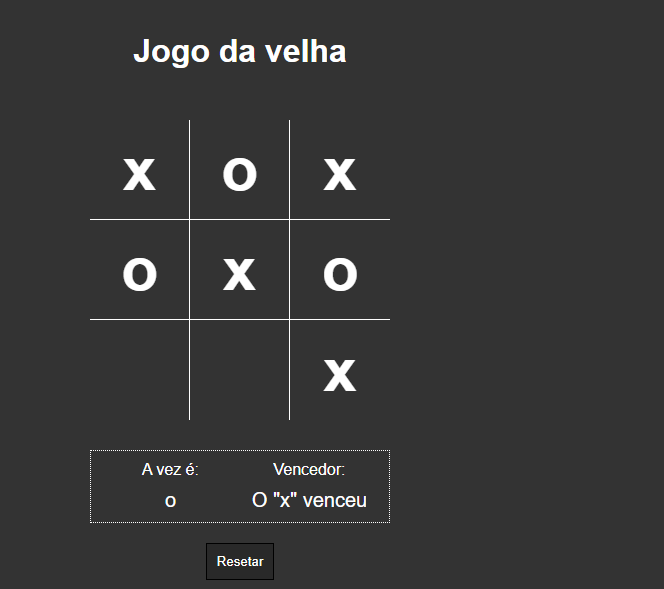 Jogo da velha
x o x
o x o
x
A vez é: Vencedor:
o O "x" venceu
Resetar